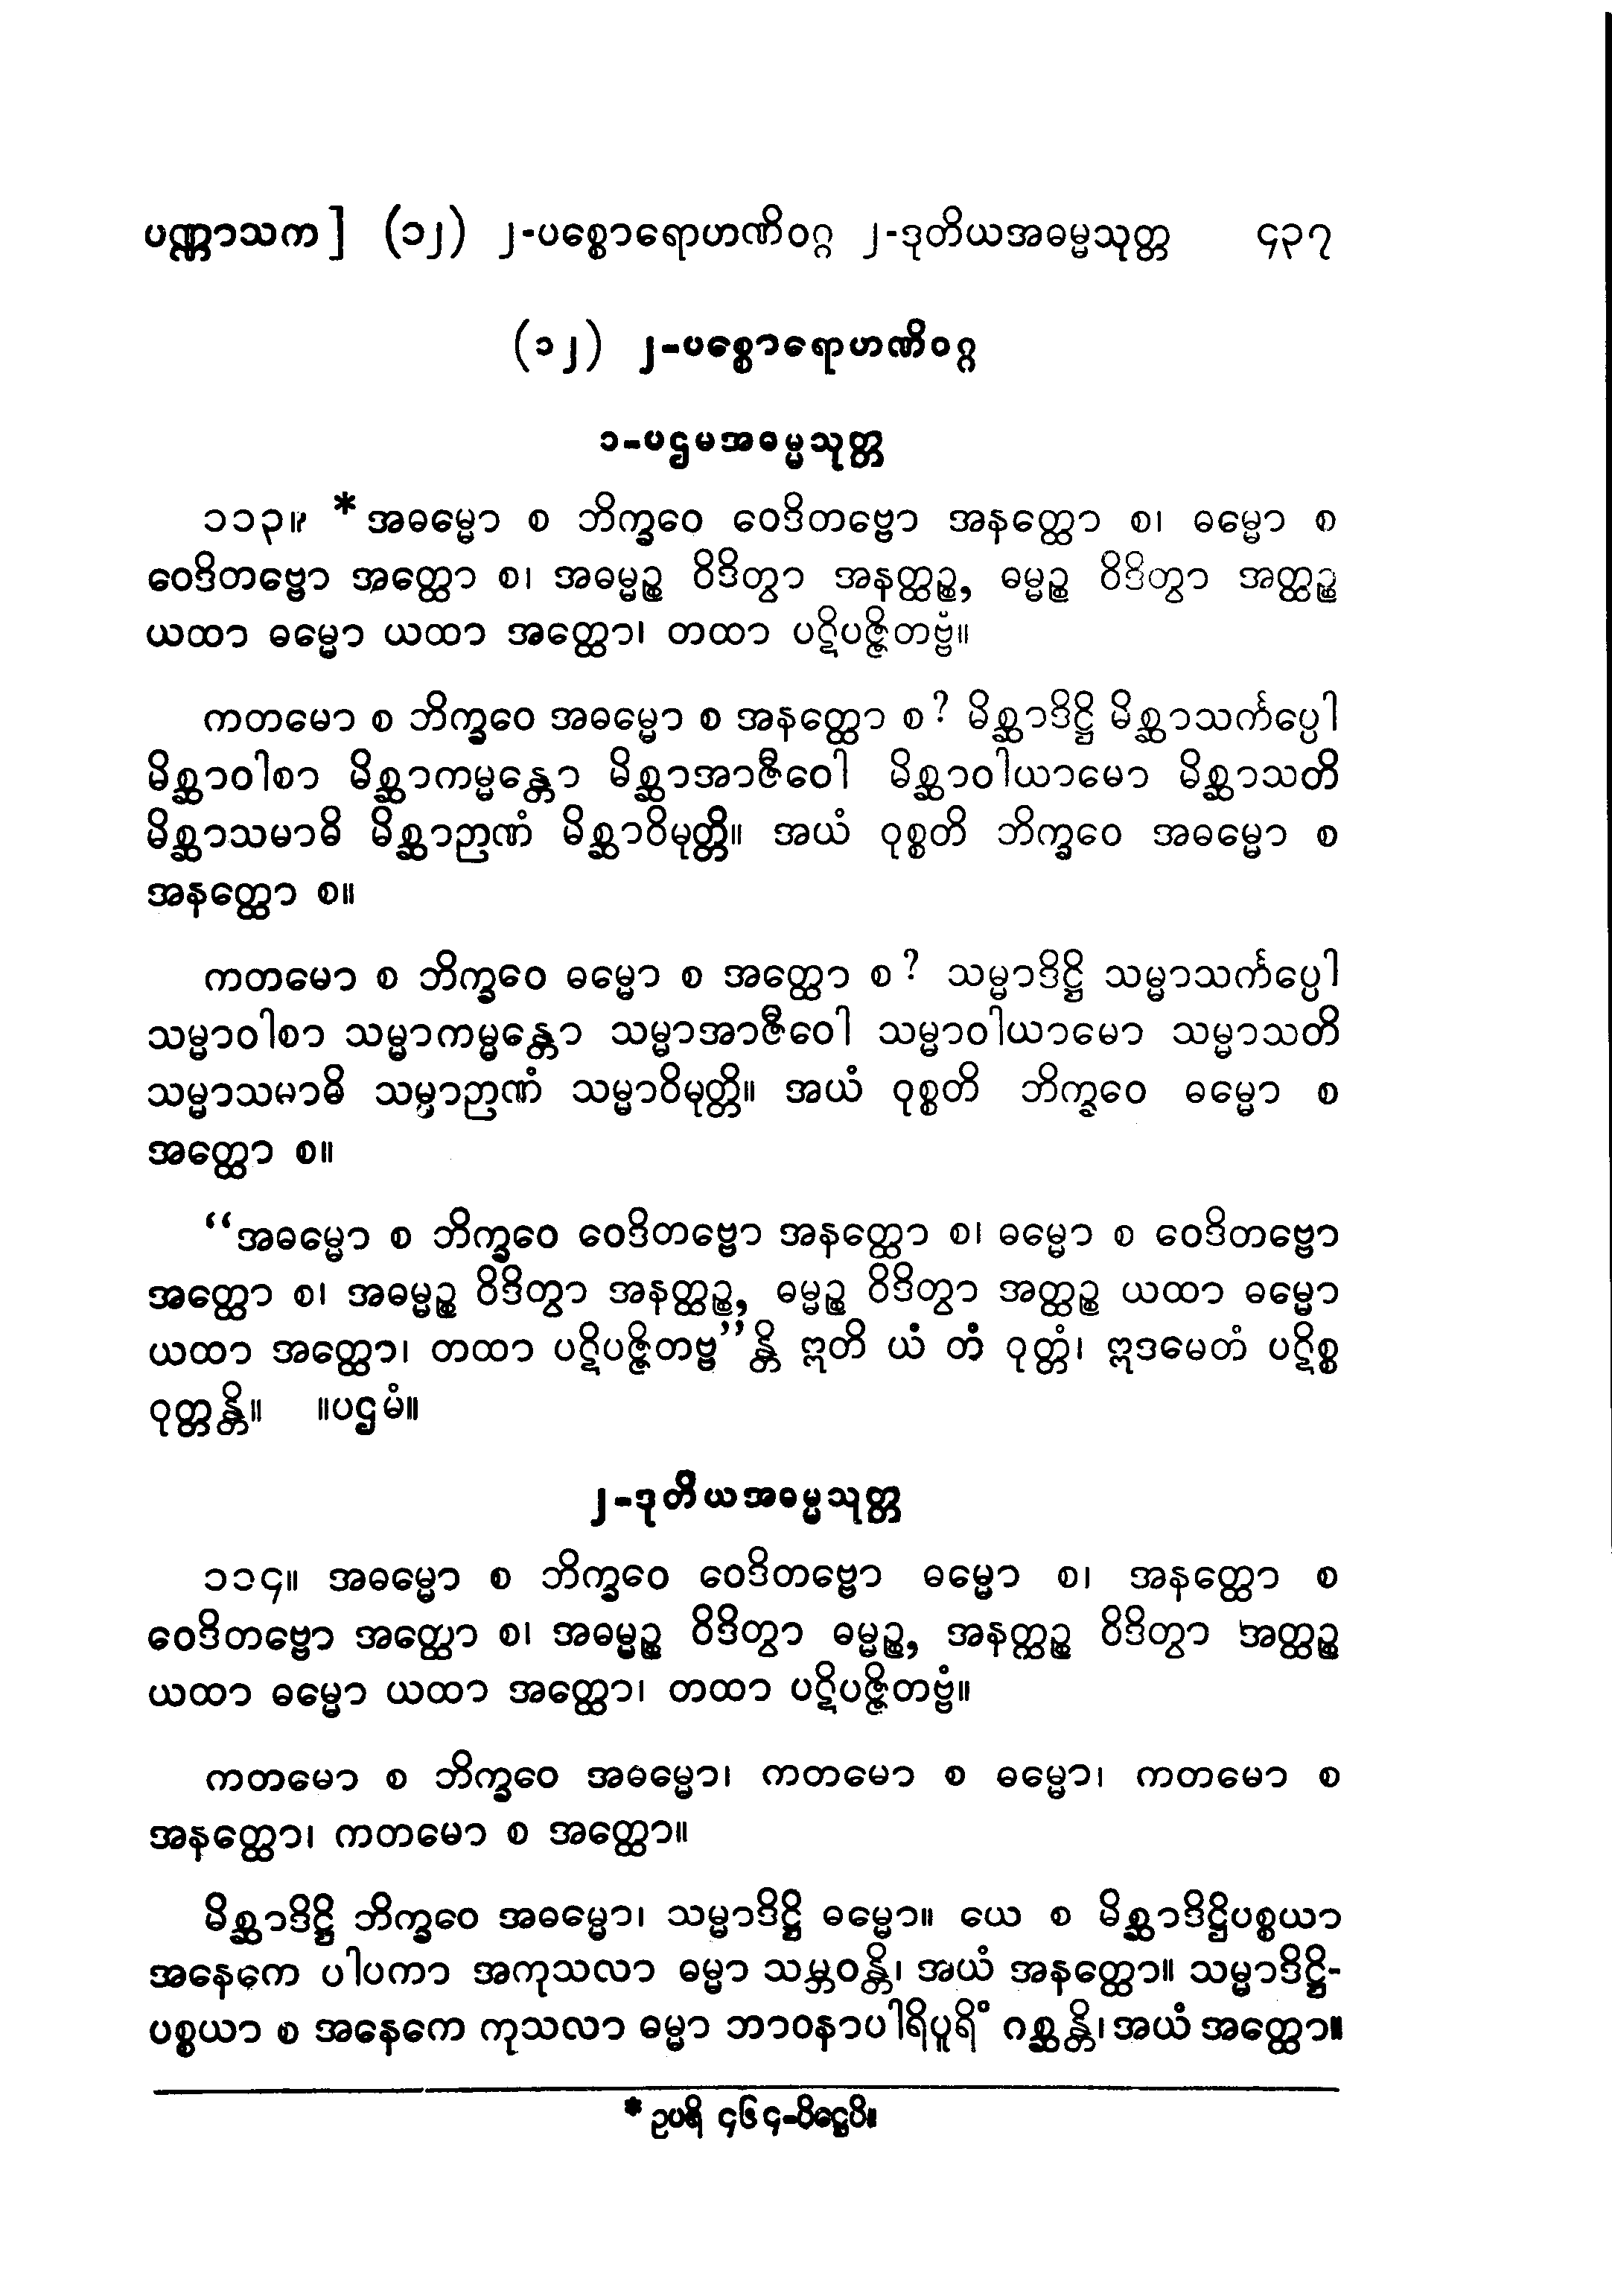 ပဏ္ဏာသက] (၁၂) ၂-ပစ္စောရောဟဏိဝဂ္ဂ ၂-ဒုတိယအဓမ္မသုတ္တ ၄၃၇
(၁၂) ၂-ပစ္စောရောဟဏိဝဂ္ဂ
၁-ပဌမအဓမ္မသုတ္တ
၁၁၃။ *အဓမ္မော စ ဘိက္ခဝေ ဝေဒိတဗ္ဗော အနတ္ထော စ၊ ဓမ္မော စ
ဝေဒိတဗ္ဗော အတ္ထော စ၊ အဓမ္မဉ္စ ဝိဒိတွာ အနတ္ထဉ္စ, ဓမ္မဉ္စ ဝိဒိတွာ အတ္ထဉ္စ
ယထာ ဓမ္မော ယထာ အတ္ထော၊ တထာ ပဋိပဇ္ဇိတဗ္ဗံ။
ကတမော စ ဘိက္ခဝေ အဓမ္မော စ အနတ္ထော စ? မိစ္ဆာဒိဋ္ဌိ မိစ္ဆာသင်္ကပ္ပေါ
မိစ္ဆာဝါစာ မိစ္ဆာကမ္မန္တော မိစ္ဆာအာဇီဝေါ မိစ္ဆာဝါယာမော မိစ္ဆာသတိ
မိစ္ဆာသမာဓိ မိစ္ဆာဉာဏံ မိစ္ဆာဝိမုတ္တိ။ အယံ ဝုစ္စတိ ဘိက္ခဝေ အဓမ္မော စ
အနတ္ထော စ။
ကတမော စ ဘိက္ခဝေ ဓမ္မော စ အတ္ထော စ? သမ္မာဒိဋ္ဌိ သမ္မာသင်္ကပ္ပေါ
သမ္မာဝါစာ သမ္မာကမ္မန္တော သမ္မာအာဇီဝေါ သမ္မာဝါယာမော သမ္မာသတိ
သမ္မာသမာဓိ သမ္မာဉာဏံ သမ္မာဝိမုတ္တိ။ အယံ ဝုစ္စတိ ဘိက္ခဝေ ဓမ္မော စ
အတ္ထော စ။
“အဓမ္မော စ ဘိက္ခဝေ ဝေဒိတဗ္ဗော အနတ္ထော စ၊ ဓမ္မော စ ဝေဒိတဗ္ဗော
အတ္ထော စ၊ အဓမ္မဉ္စ ဝိဒိတွာ အနတ္ထဉ္စ, ဓမ္မဉ္စ ဝိဒိတွာ အတ္ထဉ္စ ယထာ ဓမ္မော
ယထာ အတ္ထော၊ တထာ ပဋိပဇ္ဇိတဗ္ဗ”န္တိ ဣတိ ယံ တံ ဝုတ္တံ၊ ဣဒမေတံ ပဋိစ္စ
ဝုတ္တန္တိ။ ။ပဌမံ။
၂-ဒုတိယအဓမ္မသုတ္တ
၁၁၄။ အဓမ္မော စ ဘိက္ခဝေ ဝေဒိတဗ္ဗော ဓမ္မော စ၊ အနတ္ထော စ
ဝေဒိတဗ္ဗော အတ္ထော စ၊ အဓမ္မဉ္စ ဝိဒိတွာ ဓမ္မဉ္စ, အနတ္ထဉ္စ ဝိဒိတွာ အတ္ထဉ္စ
ယထာ ဓမ္မော ယထာ အတ္ထော၊ တထာ ပဋိပဇ္ဇိတဗ္ဗံ။
ကတမော စ ဘိက္ခဝေ အဓမ္မော၊ ကတမော စ ဓမ္မော၊ ကတမော စ
အနတ္ထော၊ ကတမော စ အတ္ထော။
မိစ္ဆာဒိဋ္ဌိ ဘိက္ခဝေ အဓမ္မော၊ သမ္မာဒိဋ္ဌိ ဓမ္မော။ ယေ စ မိစ္ဆာဒိဋ္ဌိပစ္စယာ
အနေကေ ပါပကာ အကုသလာ ဓမ္မာ သမ္ဘဝန္တိ၊ အယံ အနတ္ထော။ သမ္မာဒိဋ္ဌိ-
ပစ္စယာ စ အနေကေ ကုသလာ ဓမ္မာ ဘာဝနာပါရိပူရိံ ဂစ္ဆန္တိ၊ အယံ အတ္ထော။
* ဥပရိ ၄၆၄-ပိဋ္ဌေပိ။